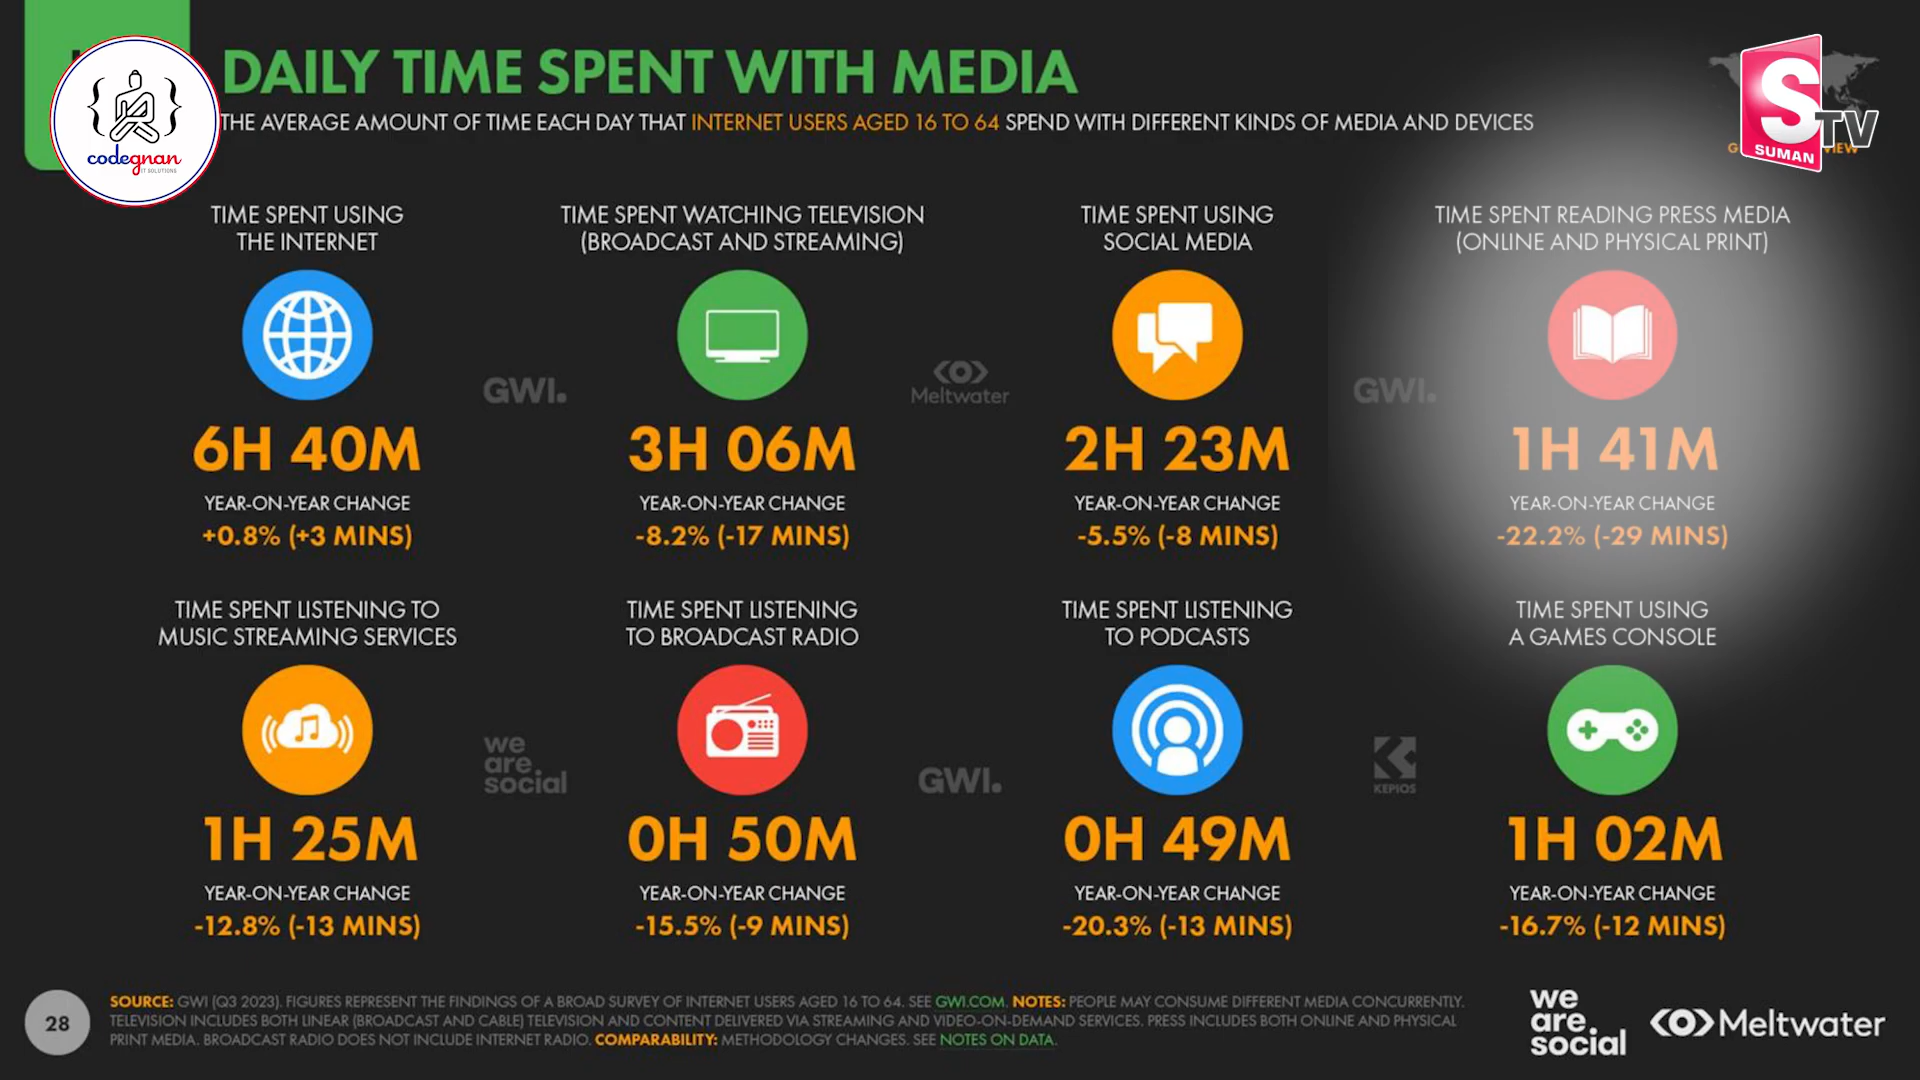 DAILY TIME SPENT WITH MEDIA
THE AVERAGE AMOUNT OF TIME EACH DAY THAT INTERNET USERS AGED 16 TO 64 SPEND WITH DIFFERENT KINDS OF MEDIA AND DEVICES
codegnan
IT SOLUTIONS
S TV
SUMAN
TIME SPENT USING
THE INTERNET
6H 40M
YEAR-ON-YEAR CHANGE
+0.8% (+3 MINS)
TIME SPENT WATCHING TELEVISION
(BROADCAST AND STREAMING)
3H 06M
YEAR-ON-YEAR CHANGE
-8.2% (-17 MINS)
TIME SPENT USING
SOCIAL MEDIA
2H 23M
YEAR-ON-YEAR CHANGE
-5.5% (-8 MINS)
TIME SPENT READING PRESS MEDIA
(ONLINE AND PHYSICAL PRINT)
1H 41M
YEAR-ON-YEAR CHANGE
-22.2% (-29 MINS)
GWI.
Meltwater
GWI.
TIME SPENT LISTENING TO
MUSIC STREAMING SERVICES
1H 25M
YEAR-ON-YEAR CHANGE
-12.8% (-13 MINS)
TIME SPENT LISTENING
TO BROADCAST RADIO
0H 50M
YEAR-ON-YEAR CHANGE
-15.5% (-9 MINS)
TIME SPENT LISTENING
TO PODCASTS
0H 49M
YEAR-ON-YEAR CHANGE
-20.3% (-13 MINS)
TIME SPENT USING
A GAMES CONSOLE
1H 02M
YEAR-ON-YEAR CHANGE
-16.7% (-12 MINS)
we
are
social
GWI.
KEPIOS
28
SOURCE: GWI (Q3 2023). FIGURES REPRESENT THE FINDINGS OF A BROAD SURVEY OF INTERNET USERS AGED 16 TO 64. SEE GWI.COM. NOTES: PEOPLE MAY CONSUME DIFFERENT MEDIA CONCURRENTLY.
TELEVISION INCLUDES BOTH LINEAR (BROADCAST AND CABLE) TELEVISION AND CONTENT DELIVERED VIA STREAMING AND VIDEO-ON-DEMAND SERVICES. PRESS INCLUDES BOTH ONLINE AND PHYSICAL
PRINT MEDIA. BROADCAST RADIO DOES NOT INCLUDE INTERNET RADIO. COMPARABILITY: METHODOLOGY CHANGES. SEE NOTES ON DATA.
we
are
social
Meltwater